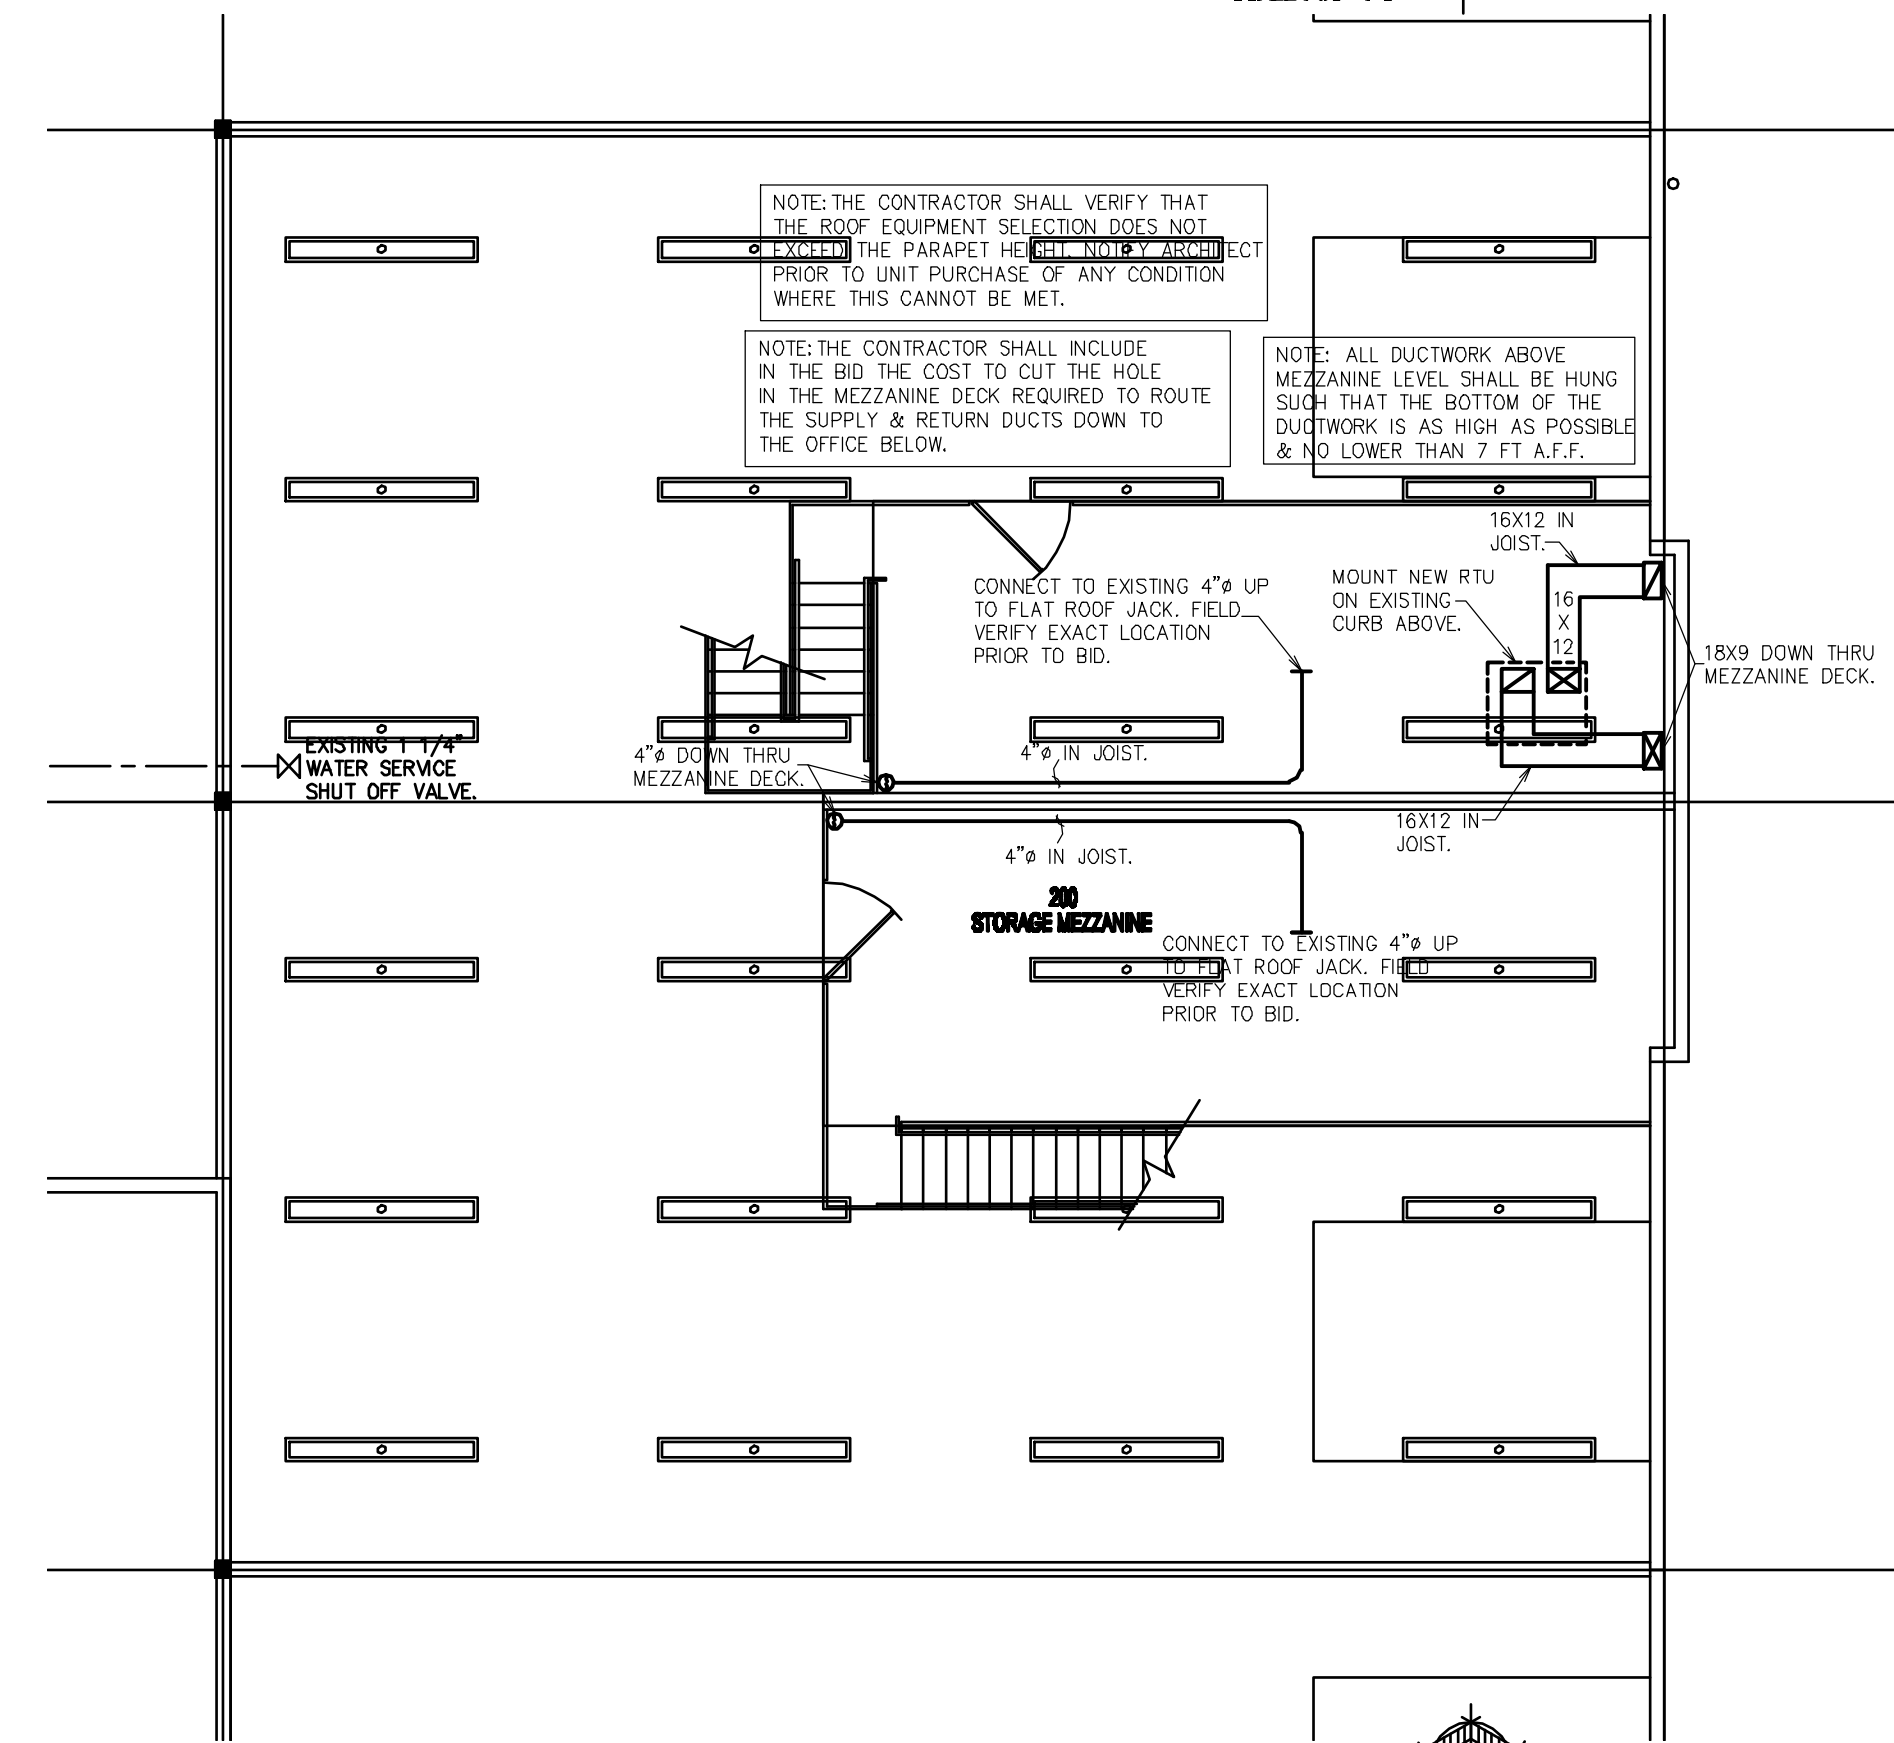 NOTE: THE CONTRACTOR SHALL VERIFY THAT
THE ROOF EQUIPMENT SELECTION DOES NOT
EXCEED THE PARAPET HEIGHT. NOTIFY ARCHITECT
PRIOR TO UNIT PURCHASE OF ANY CONDITION
WHERE THIS CANNOT BE MET.
NOTE: THE CONTRACTOR SHALL INCLUDE
IN THE BID THE COST TO CUT THE HOLE
IN THE MEZZANINE DECK REQUIRED TO ROUTE
THE SUPPLY & RETURN DUCTS DOWN TO
THE OFFICE BELOW.
NOTE: ALL DUCTWORK ABOVE
MEZZANINE LEVEL SHALL BE HUNG
SUCH THAT THE BOTTOM OF THE
DUCTWORK IS AS HIGH AS POSSIBLE
& NO LOWER THAN 7 FT A.F.F.
16X12 IN
JOIST.
CONNECT TO EXISTING 4"ø UP
TO FLAT ROOF JACK. FIELD
VERIFY EXACT LOCATION
PRIOR TO BID.
MOUNT NEW RTU
ON EXISTING
CURB ABOVE.
16
X
12
18X9 DOWN THRU
MEZZANINE DECK.
EXISTING 1 1/4"
WATER SERVICE
SHUT OFF VALVE.
4"ø DOWN THRU
MEZZANINE DECK.
4"ø IN JOIST.
16X12 IN
JOIST.
4"ø IN JOIST.
200
STORAGE MEZZANINE
CONNECT TO EXISTING 4"ø UP
TO FLAT ROOF JACK. FIELD
VERIFY EXACT LOCATION
PRIOR TO BID.